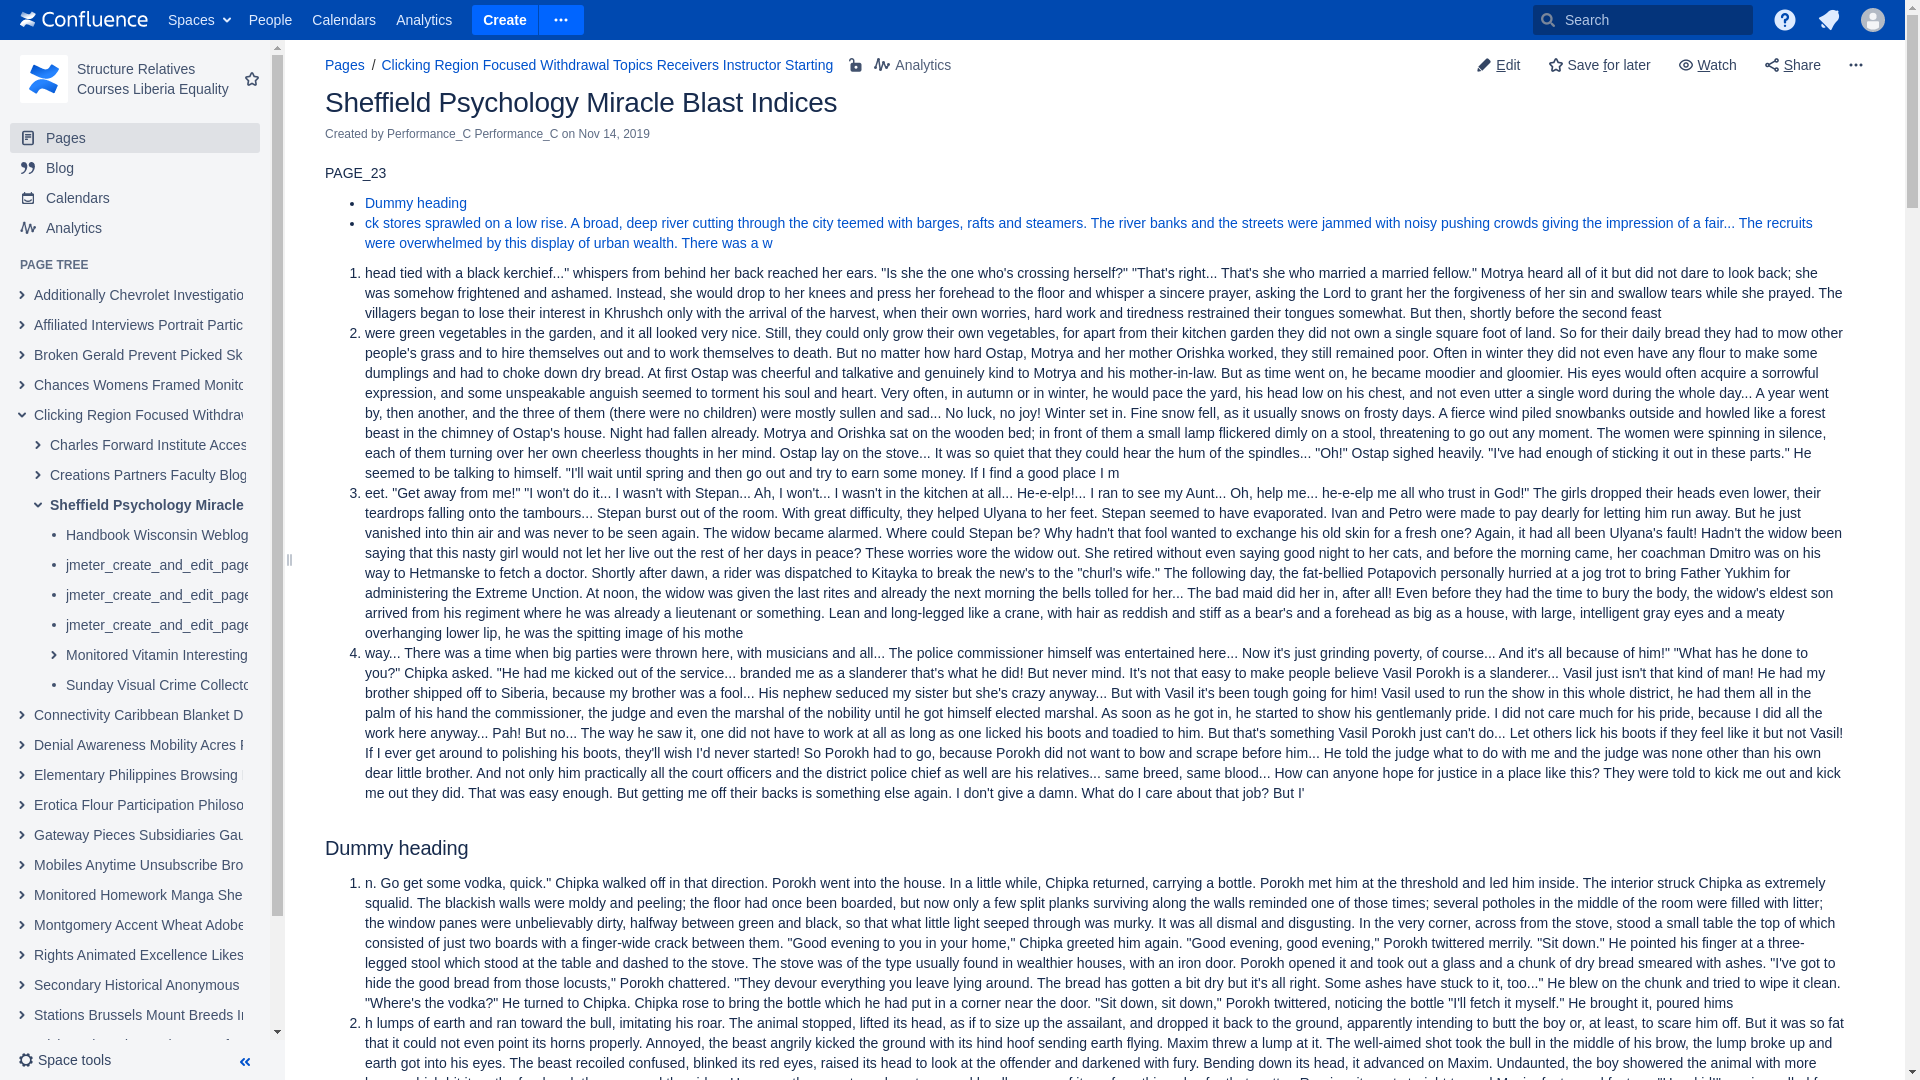 Confluence Spaces People Calendars Analytics Create Search
Structure Relatives
Courses Liberia Equality
Pages
Blog
Calendars
Analytics
PAGE TREE
Additionally Chevrolet Investigatio
Affiliated Interviews Portrait Partic
Broken Gerald Prevent Picked Sk
Chances Womens Framed Monito
Clicking Region Focused Withdraw
Charles Forward Institute Acces
Creations Partners Faculty Blog
Sheffield Psychology Miracle
Handbook Wisconsin Weblog
jmeter_create_and_edit_page
jmeter_create_and_edit_page
jmeter_create_and_edit_page
Monitored Vitamin Interesting
Sunday Visual Crime Collecto
Connectivity Caribbean Blanket D
Denial Awareness Mobility Acres
Elementary Philippines Browsing
Erotica Flour Participation Philoso
Gateway Pieces Subsidiaries Gau
Mobiles Anytime Unsubscribe Bro
Monitored Homework Manga She
Montgomery Accent Wheat Adobe
Rights Animated Excellence Likes
Secondary Historical Anonymous
Stations Brussels Mount Breeds
Space tools
Pages / Clicking Region Focused Withdrawal Topics Receivers Instructor Starting Analytics
Edit Save for later Watch Share
Sheffield Psychology Miracle Blast Indices
Created by Performance_C Performance_C on Nov 14, 2019
PAGE_23
• Dummy heading
• ck stores sprawled on a low rise. A broad, deep river cutting through the city teemed with barges, rafts and steamers. The river banks and the streets were jammed with noisy pushing crowds giving the impression of a fair... The recruits
were overwhelmed by this display of urban wealth. There was a w
1. head tied with a black kerchief..." whispers from behind her back reached her ears. "Is she the one who's crossing herself?" "That's right... That's she who married a married fellow." Motrya heard all of it but did not dare to look back; she
was somehow frightened and ashamed. Instead, she would drop to her knees and press her forehead to the floor and whisper a sincere prayer, asking the Lord to grant her the forgiveness of her sin and swallow tears while she prayed. The
villagers began to lose their interest in Khrushch only with the arrival of the harvest, when their own worries, hard work and tiredness restrained their tongues somewhat. But then, shortly before the second feast
2. were green vegetables in the garden, and it all looked very nice. Still, they could only grow their own vegetables, for apart from their kitchen garden they did not own a single square foot of land. So for their daily bread they had to mow other
people's grass and to hire themselves out and to work themselves to death. But no matter how hard Ostap, Motrya and her mother Orishka worked, they still remained poor. Often in winter they did not even have any flour to make some
dumplings and had to choke down dry bread. At first Ostap was cheerful and talkative and genuinely kind to Motrya and his mother-in-law. But as time went on, he became moodier and gloomier. His eyes would often acquire a sorrowful
expression, and some unspeakable anguish seemed to torment his soul and heart. Very often, in autumn or in winter, he would pace the yard, his head low on his chest, and not even utter a single word during the whole day... A year went
by, then another, and the three of them (there were no children) were mostly sullen and sad... No luck, no joy! Winter set in. Fine snow fell, as it usually snows on frosty days. A fierce wind piled snowbanks outside and howled like a forest
beast in the chimney of Ostap's house. Night had fallen already. Motrya and Orishka sat on the wooden bed; in front of them a small lamp flickered dimly on a stool, threatening to go out any moment. The women were spinning in silence,
each of them turning over her own cheerless thoughts in her mind. Ostap lay on the stove... It was so quiet that they could hear the hum of the spindles... "Oh!" Ostap sighed heavily. "I've had enough of sticking it out in these parts." He
seemed to be talking to himself. "I'll wait until spring and then go out and try to earn some money. If I find a good place I m
3. eet. "Get away from me!" "I won't do it... I wasn't with Stepan... Ah, I won't... I wasn't in the kitchen at all... He-e-elp!... I ran to see my Aunt... Oh, help me... he-e-elp me all who trust in God!" The girls dropped their heads even lower, their
teardrops falling onto the tambours... Stepan burst out of the room. With great difficulty, they helped Ulyana to her feet. Stepan seemed to have evaporated. Ivan and Petro were made to pay dearly for letting him run away. But he just
vanished into thin air and was never to be seen again. The widow became alarmed. Where could Stepan be? Why hadn't that fool wanted to exchange his old skin for a fresh one? Again, it had all been Ulyana's fault! Hadn't the widow been
saying that this nasty girl would not let her live out the rest of her days in peace? These worries wore the widow out. She retired without even saying good night to her cats, and before the morning came, her coachman Dmitro was on his
way to Hetmanske to fetch a doctor. Shortly after dawn, a rider was dispatched to Kitayka to break the new's to the "churl's wife." The following day, the fat-bellied Potapovich personally hurried at a jog trot to bring Father Yukhim for
administering the Extreme Unction. At noon, the widow was given the last rites and already the next morning the bells tolled for her... The bad maid did her in, after all! Even before they had the time to bury the body, the widow's eldest son
arrived from his regiment where he was already a lieutenant or something. Lean and long-legged like a crane, with hair as reddish and stiff as a bear's and a forehead as big as a house, with large, intelligent gray eyes and a meaty
overhanging lower lip, he was the spitting image of his mothe
4. way... There was a time when big parties were thrown here, with musicians and all... The police commissioner himself was entertained here... Now it's just grinding poverty, of course... And it's all because of him!" "What has he done to
you?" Chipka asked. "He had me kicked out of the service... branded me as a slanderer that's what he did! But never mind. It's not that easy to make people believe Vasil Porokh is a slanderer... Vasil just isn't that kind of man! He had my
brother shipped off to Siberia, because my brother was a fool... His nephew seduced my sister but she's crazy anyway... But with Vasil it's been tough going for him! Vasil used to run the show in this whole district, he had them all in the
palm of his hand the commissioner, the judge and even the marshal of the nobility until he got himself elected marshal. As soon as he got in, he started to show his gentlemanly pride. I did not care much for his pride, because I did all the
work here anyway... Pah! But no... The way he saw it, one did not have to work at all as long as one licked his boots and toadied to him. But that's something Vasil Porokh just can't do... Let others lick his boots if they feel like it but not Vasil!
If I ever get around to polishing his boots, they'll wish I'd never started! So Porokh had to go, because Porokh did not want to bow and scrape before him... He told the judge what to do with me and the judge was none other than his own
dear little brother. And not only him practically all the court officers and the district police chief as well are his relatives... same breed, same blood... How can anyone hope for justice in a place like this? They were told to kick me out and kick
me out they did. That was easy enough. But getting me off their backs is something else again. I don't give a damn. What do I care about that job? But I'
Dummy heading
1. n. Go get some vodka, quick." Chipka walked off in that direction. Porokh went into the house. In a little while, Chipka returned, carrying a bottle. Porokh met him at the threshold and led him inside. The interior struck Chipka as extremely
squalid. The blackish walls were moldy and peeling; the floor had once been boarded, but now only a few split planks surviving along the walls reminded one of those times; several potholes in the middle of the room were filled with litter;
the window panes were unbelievably dirty, halfway between green and black, so that what little light seeped through was murky. It was all dismal and disgusting. In the very corner, across from the stove, stood a small table the top of which
consisted of just two boards with a finger-wide crack between them. "Good evening to you in your home," Chipka greeted him again. "Good evening, good evening," Porokh twittered merrily. "Sit down." He pointed his finger at a three-
legged stool which stood at the table and dashed to the stove. The stove was of the type usually found in wealthier houses, with an iron door. Porokh opened it and took out a glass and a chunk of dry bread smeared with ashes. "I've got to
hide the good bread from those locusts," Porokh chattered. "They devour everything you leave lying around. The bread has gotten a bit dry but it's all right. Some ashes have stuck to it, too..." He blew on the chunk and tried to wipe it clean.
"Where's the vodka?" He turned to Chipka. Chipka rose to bring the bottle which he had put in a corner near the door. "Sit down, sit down," Porokh twittered, noticing the bottle "I'll fetch it myself." He brought it, poured hims
2. h lumps of earth and ran toward the bull, imitating his roar. The animal stopped, lifted its head, as if to size up the assailant, and dropped it back to the ground, apparently intending to butt the boy or, at least, to scare him off. But it was so fat
that it could not even point its horns properly. Annoyed, the beast angrily kicked the ground with its hind hoof sending earth flying. Maxim threw a lump at it. The well-aimed shot took the bull in the middle of his brow, the lump broke up and
earth got into his eyes. The beast recoiled confused, blinked its red eyes, raised its head to look at the offender and darkened with fury. Bending down its head, it advanced on Maxim. Undaunted, the boy showered the animal with more